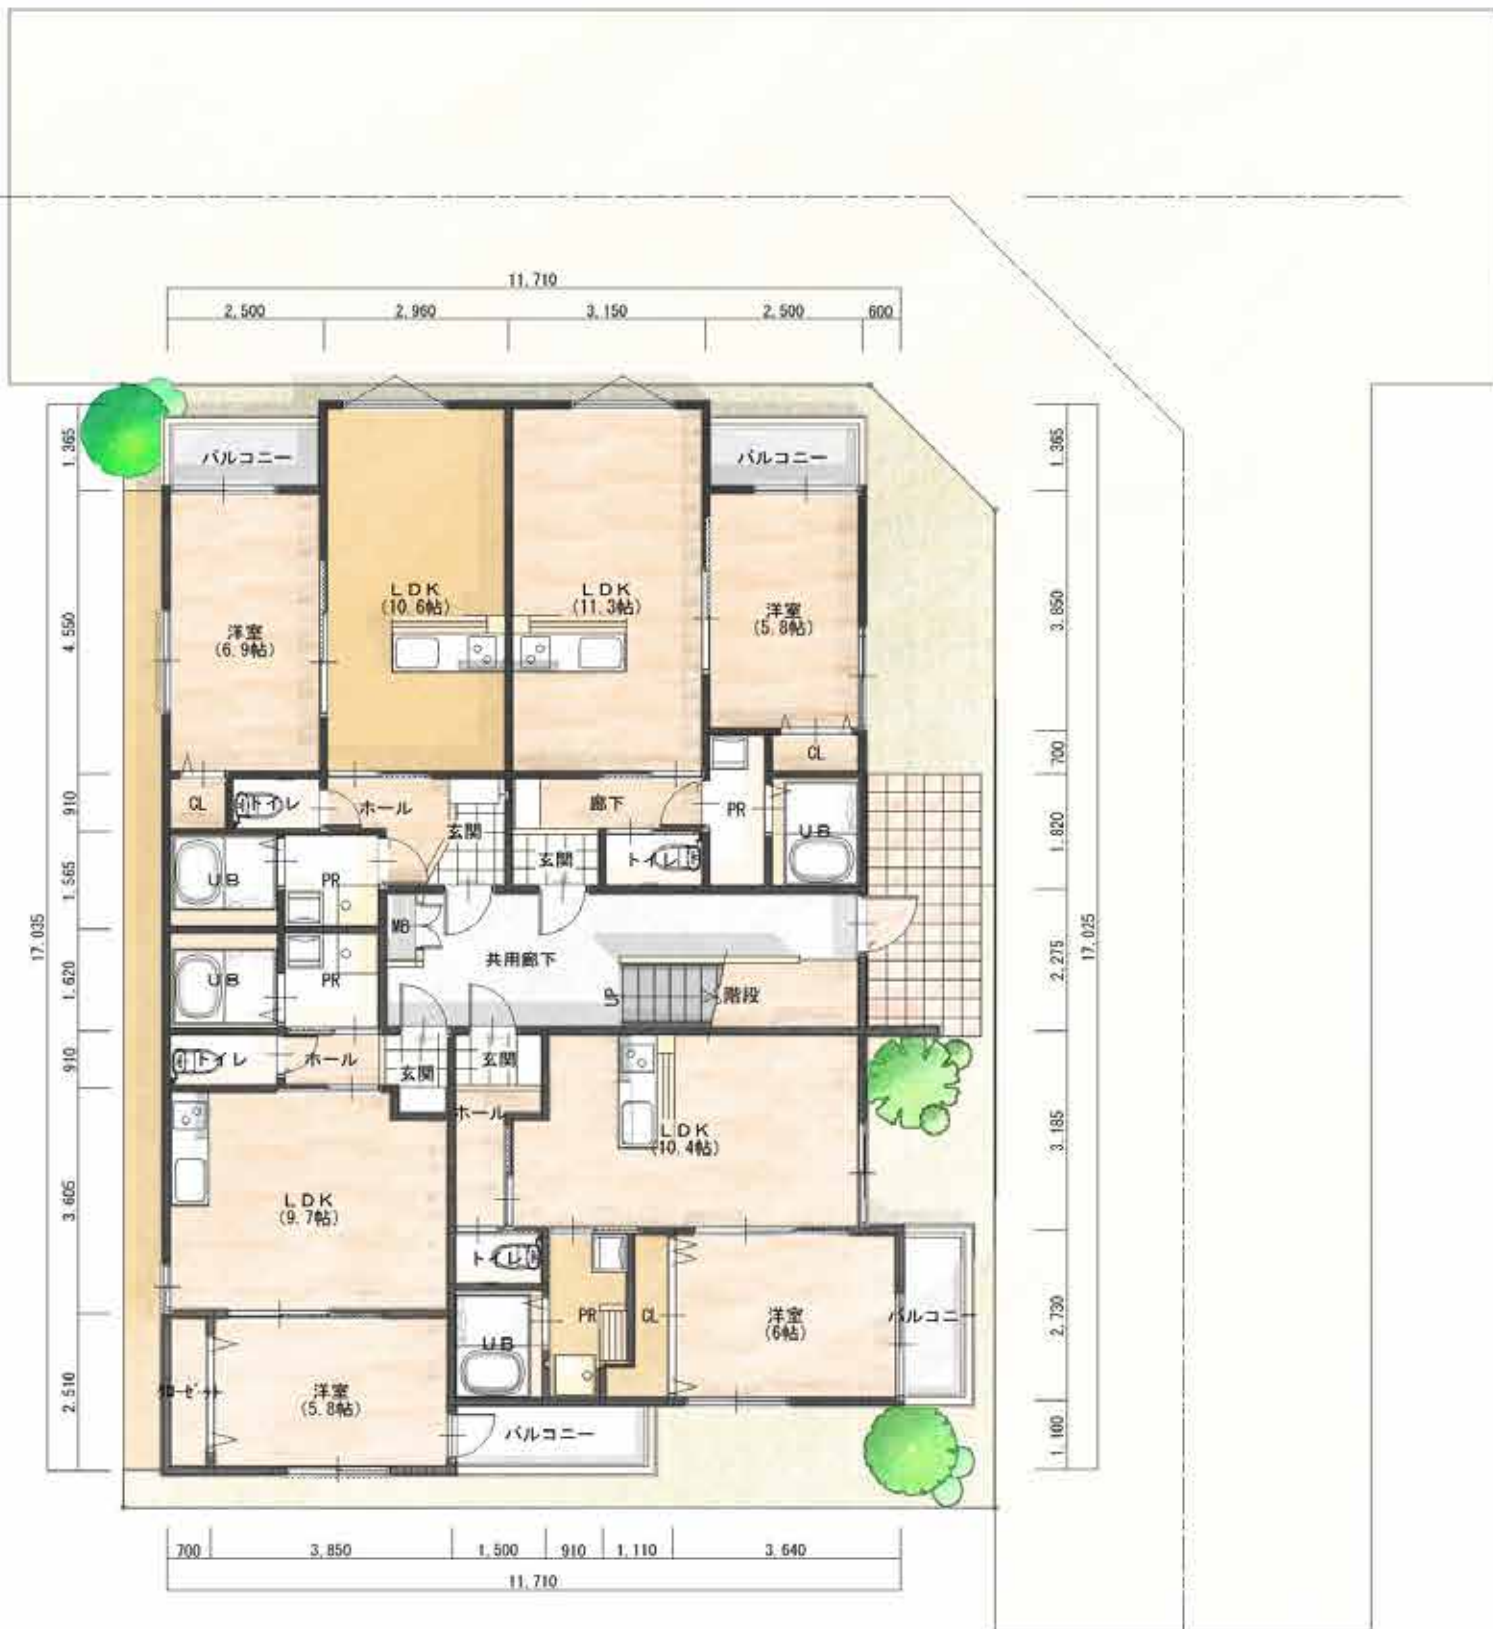 11,710
2,500
2,960
3,150
2,500
600
1,365
4,550
910
1,565
1,620
910
3,605
2,510
17,035
1,365
3,850
700
1,820
2,275
3,185
2,730
1,100
17,025
バルコニー
バルコニー
LDK
(10.6帖)
LDK
(11.3帖)
洋室
(6.9帖)
洋室
(5.8帖)
CL
CL
トイレ
ホール
玄関
廊下
PR
UB
UB
PR
玄関
トイレ
MB
共用廊下
UB
PR
UP
階段
トイレ
ホール
玄関
玄関
ホール
LDK
(10.4帖)
LDK
(9.7帖)
トイレ
UB
PR
CL
洋室
(6帖)
バルコニー
クローゼット
洋室
(5.8帖)
バルコニー
700
3,850
1,500
910
1,110
3,640
11,710